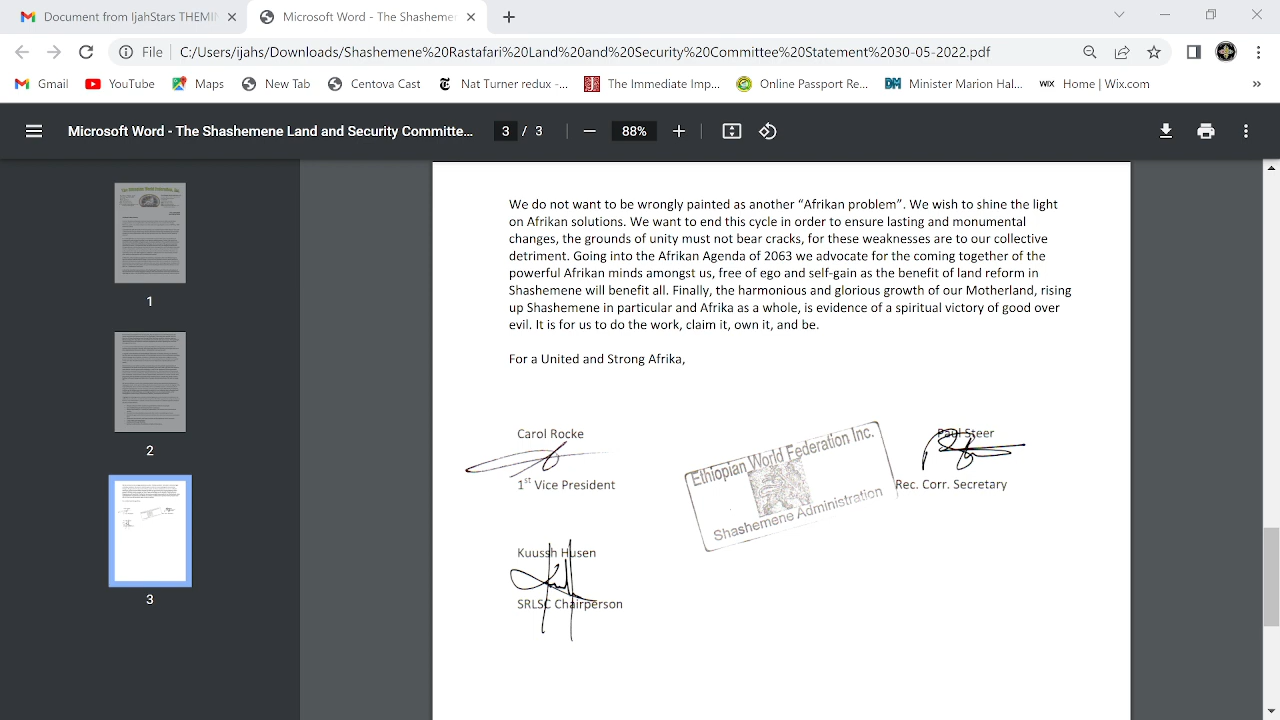 Document from IjahStars THEMIN
Microsoft Word - The Shasheme
File
C:/Users/ijahs/Downloads/Shashemene%20Rastafari%20Land%20and%20Security%20Committee%20Statement%2030-05-2022.pdf
Gmail
YouTube
Maps
New Tab
Centova Cast
Nat Turner redux -...
The Immediate Imp...
Online Passport Re...
DM Minister Marion Hal...
WIX Home | Wix.com
»
Microsoft Word - The Shashemene Land and Security Committe...
3 / 3
88%
1
2
3
We do not want to be wrongly painted as another “Afrikan problem”. We wish to shine the light
on Afrikan solutions. We want to end this cycle in order to ensure lasting and monumental
changes, the grounds of unity must not bear cracks, for these weaknesses are to our collective
detriment. Going into the Afrikan Agenda of 2063 we advocate for the coming together of the
powerful Afrikan minds amongst us, free of ego and self-gain as the benefit of land reform in
Shashemene will benefit all. Finally, the harmonious and glorious growth of our Motherland, rising
up Shashemene in particular and Afrika as a whole, is evidence of a spiritual victory of good over
evil. It is for us to do the work, claim it, own it, and be.
For a United and Strong Afrika,
Carol Rocke
1st Vice President
Ethiopian World Federation Inc.
Shashemene Administration
Paul Steer
Rec. Corr. Secretary
Kuussh Husen
SRLSC Chairperson